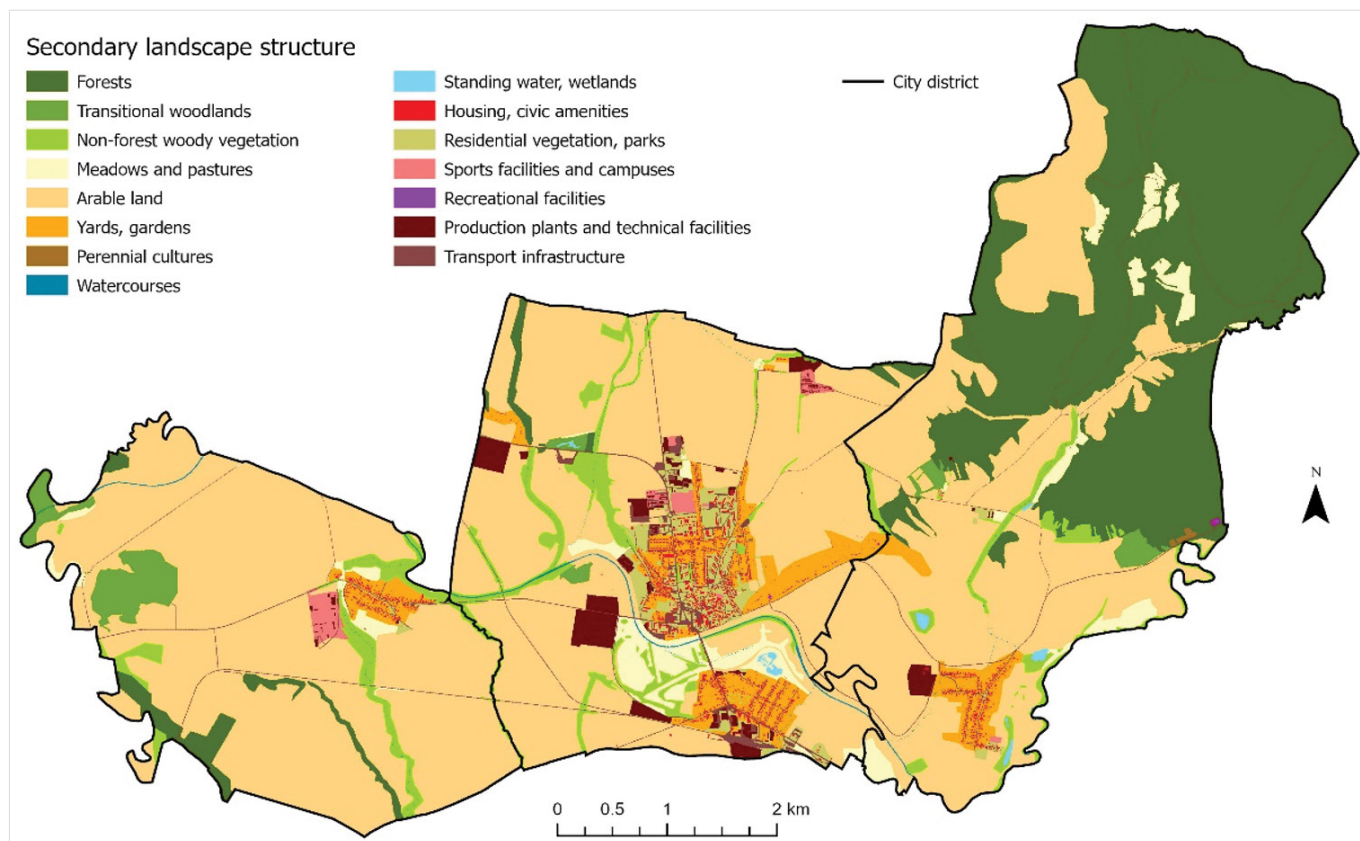 Secondary landscape structure
Forests
Transitional woodlands
Non-forest woody vegetation
Meadows and pastures
Arable land
Yards, gardens
Perennial cultures
Watercourses
Standing water, wetlands
Housing, civic amenities
Residential vegetation, parks
Sports facilities and campuses
Recreational facilities
Production plants and technical facilities
Transport infrastructure
City district
N
0 0.5 1 2 km